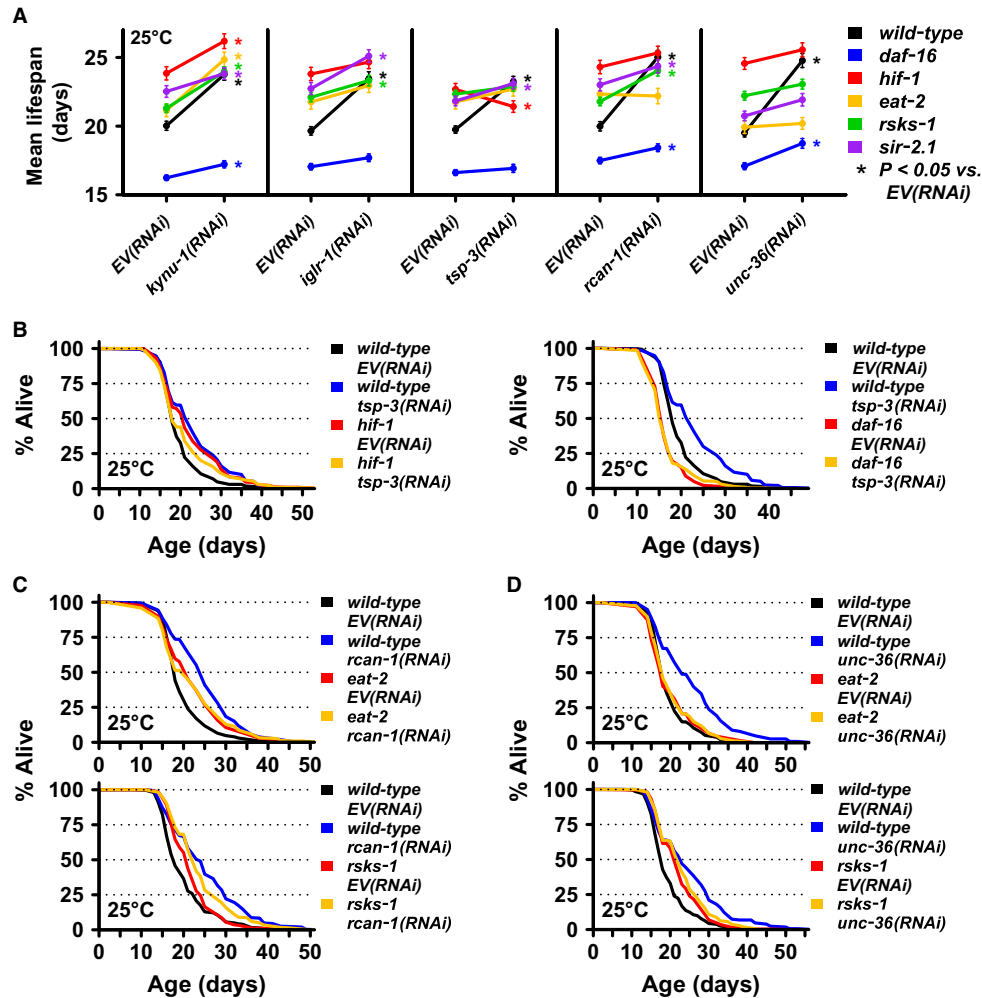 A
25°C
Mean lifespan
(days)
25
20
15
EV(RNAi)
kynu-1(RNAi)
EV(RNAi)
iglr-1(RNAi)
EV(RNAi)
tsp-3(RNAi)
EV(RNAi)
rcan-1(RNAi)
EV(RNAi)
unc-36(RNAi)
* * * * *
* * *
* * *
* * * *
* *
wild-type
daf-16
hif-1
eat-2
rsks-1
sir-2.1
* P < 0.05 vs.
EV(RNAi)
B
% Alive
100
75
50
25
0
25°C
0 10 20 30 40 50
Age (days)
wild-type
EV(RNAi)
wild-type
tsp-3(RNAi)
hif-1
EV(RNAi)
hif-1
tsp-3(RNAi)
100
75
50
25
0
25°C
0 10 20 30 40
Age (days)
wild-type
EV(RNAi)
wild-type
tsp-3(RNAi)
daf-16
EV(RNAi)
daf-16
tsp-3(RNAi)
C
% Alive
100
75
50
25
0
25°C
0 10 20 30 40 50
wild-type
EV(RNAi)
wild-type
rcan-1(RNAi)
eat-2
EV(RNAi)
eat-2
rcan-1(RNAi)
% Alive
100
75
50
25
0
25°C
0 10 20 30 40 50
Age (days)
wild-type
EV(RNAi)
wild-type
rcan-1(RNAi)
rsks-1
EV(RNAi)
rsks-1
rcan-1(RNAi)
D
100
75
50
25
0
25°C
0 10 20 30 40 50
wild-type
EV(RNAi)
wild-type
unc-36(RNAi)
eat-2
EV(RNAi)
eat-2
unc-36(RNAi)
100
75
50
25
0
25°C
0 10 20 30 40 50
Age (days)
wild-type
EV(RNAi)
wild-type
unc-36(RNAi)
rsks-1
EV(RNAi)
rsks-1
unc-36(RNAi)